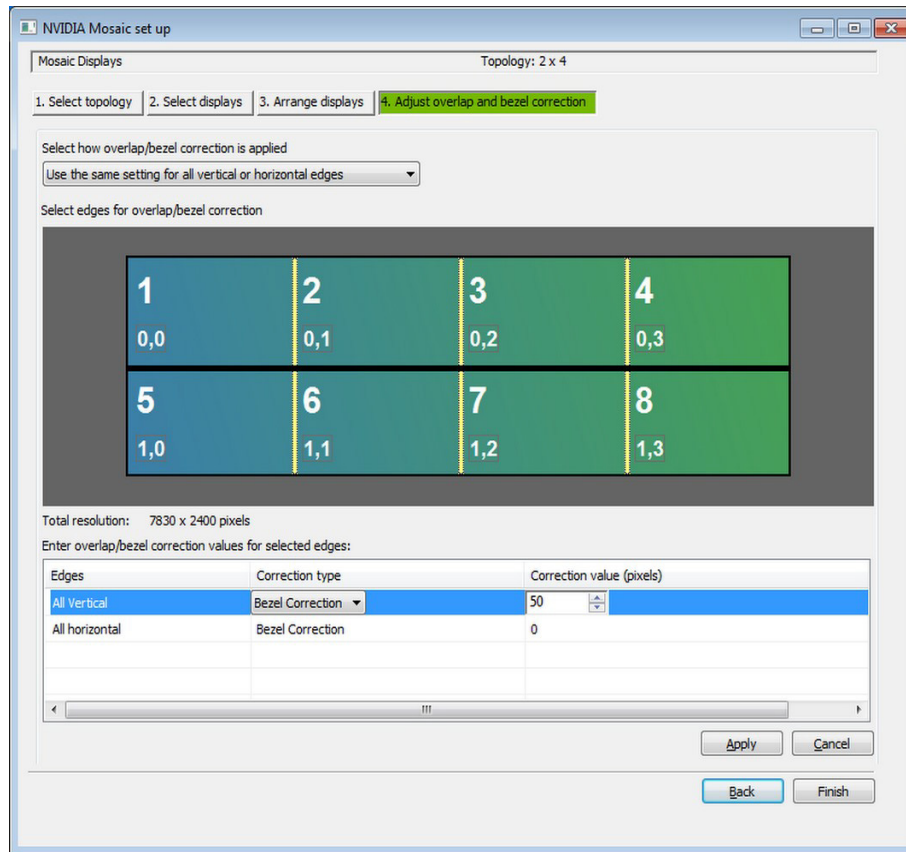 NVIDIA Mosaic set up
Mosaic Displays Topology: 2 x 4
1. Select topology 2. Select displays 3. Arrange displays 4. Adjust overlap and bezel correction
Select how overlap/bezel correction is applied
Use the same setting for all vertical or horizontal edges
Select edges for overlap/bezel correction
1 2 3 4
0,0 0,1 0,2 0,3
5 6 7 8
1,0 1,1 1,2 1,3
Total resolution: 7830 x 2400 pixels
Enter overlap/bezel correction values for selected edges:
Edges Correction type Correction value (pixels)
All Vertical Bezel Correction 50
All horizontal Bezel Correction 0
Apply Cancel
Back Finish